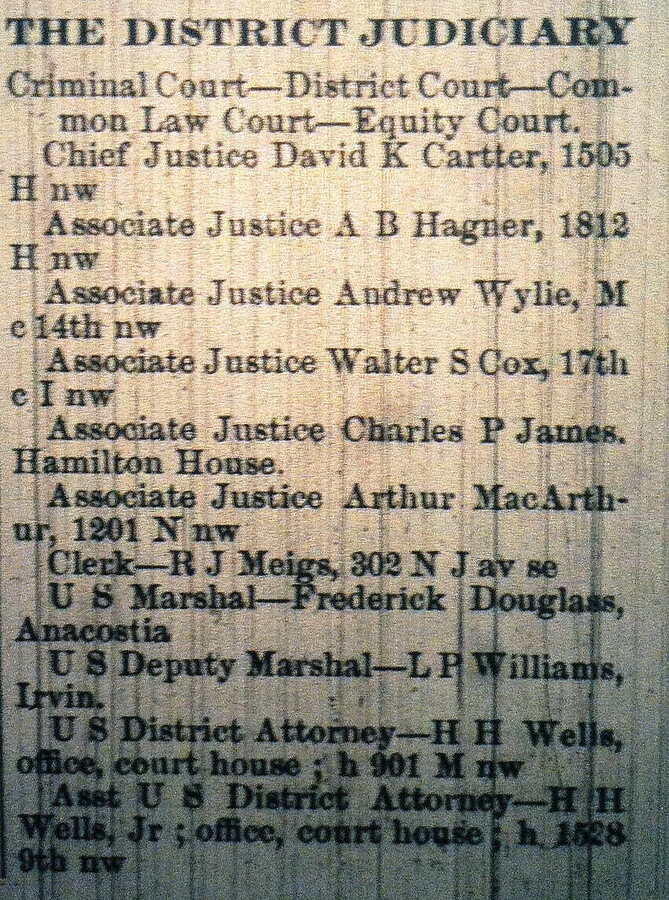 THE DISTRICT JUDICIARY
Criminal Court—District Court—Com-
mon Law Court—Equity Court.
Chief Justice David K Cartter, 1505
H nw
Associate Justice A B Hagner, 1812
H nw
Associate Justice Andrew Wylie, M
c 14th nw
Associate Justice Walter S Cox, 17th
c I nw
Associate Justice Charles P James.
Hamilton House.
Associate Justice Arthur MacArth-
ur, 1201 N nw
Clerk—R J Meigs, 302 N J av se
U S Marshal—Frederick Douglass,
Anacostia
U S Deputy Marshal—L P Williams,
Irvin.
U S District Attorney—H H Wells,
office, court house ; h 901 M nw
Asst U S District Attorney—H H
Wells, Jr ; office, court house ; h 1528
9th nw